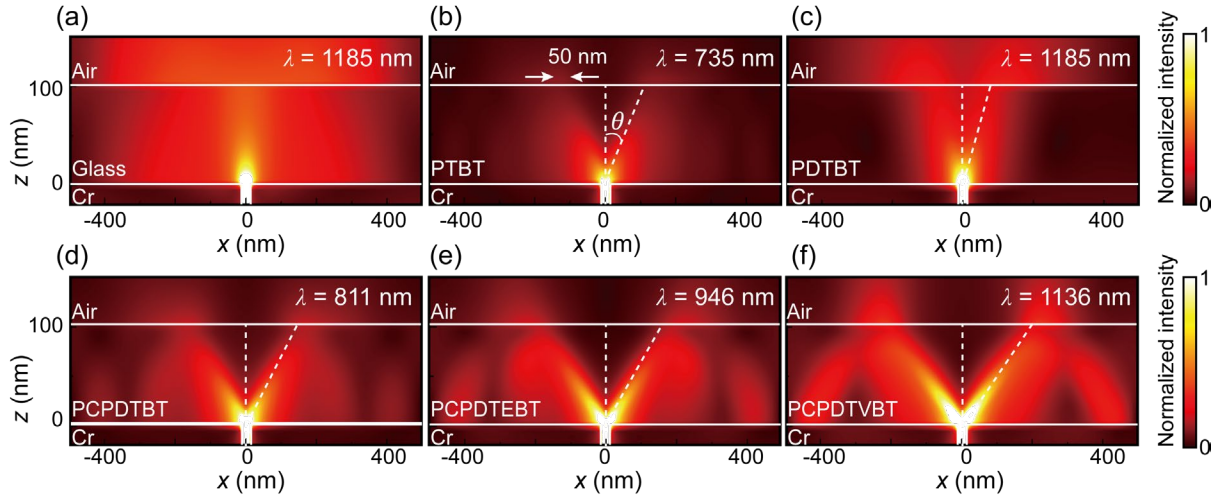 (a)
λ = 1185 nm
Air
100
Glass
0
Cr
z (nm)
-400
0
400
x (nm)
(b)
50 nm
λ = 735 nm
Air
θ
PTBT
Cr
-400
0
400
x (nm)
(c)
λ = 1185 nm
Air
PDTBT
Cr
-400
0
400
x (nm)
1
0
Normalized intensity
(d)
λ = 811 nm
Air
100
PCPDTBT
0
Cr
z (nm)
-400
0
400
x (nm)
(e)
λ = 946 nm
Air
PCPDTEBT
Cr
-400
0
400
x (nm)
(f)
λ = 1136 nm
Air
PCPDTVBT
Cr
-400
0
400
x (nm)
1
0
Normalized intensity